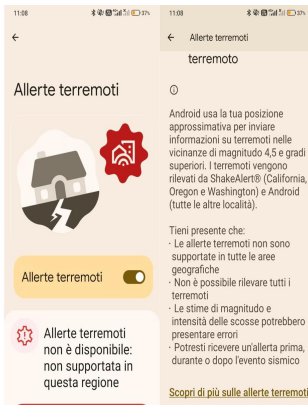 11:08
37%
Allerte terremoti
Allerte terremoti
Allerte terremoti
non è disponibile:
non supportata in
questa regione
11:08
37%
Allerte terremoti
terremoto
Android usa la tua posizione
approssimativa per inviare
informazioni su terremoti nelle
vicinanze di magnitudo 4,5 e gradi
superiori. I terremoti vengono
rilevati da ShakeAlert® (California,
Oregon e Washington) e Android
(tutte le altre località).
Tieni presente che:
· Le allerte terremoti non sono
supportate in tutte le aree
geografiche
· Non è possibile rilevare tutti i
terremoti
· Le stime di magnitudo e
intensità delle scosse potrebbero
presentare errori
· Potresti ricevere un'allerta prima,
durante o dopo l'evento sismico
Scopri di più sulle allerte terremoti